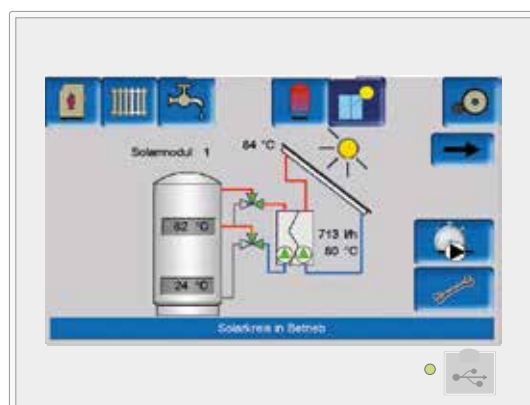 Solarmodul 1
84 °C
62 °C
713 l/h
60 °C
24 °C
Solarkreis in Betrieb